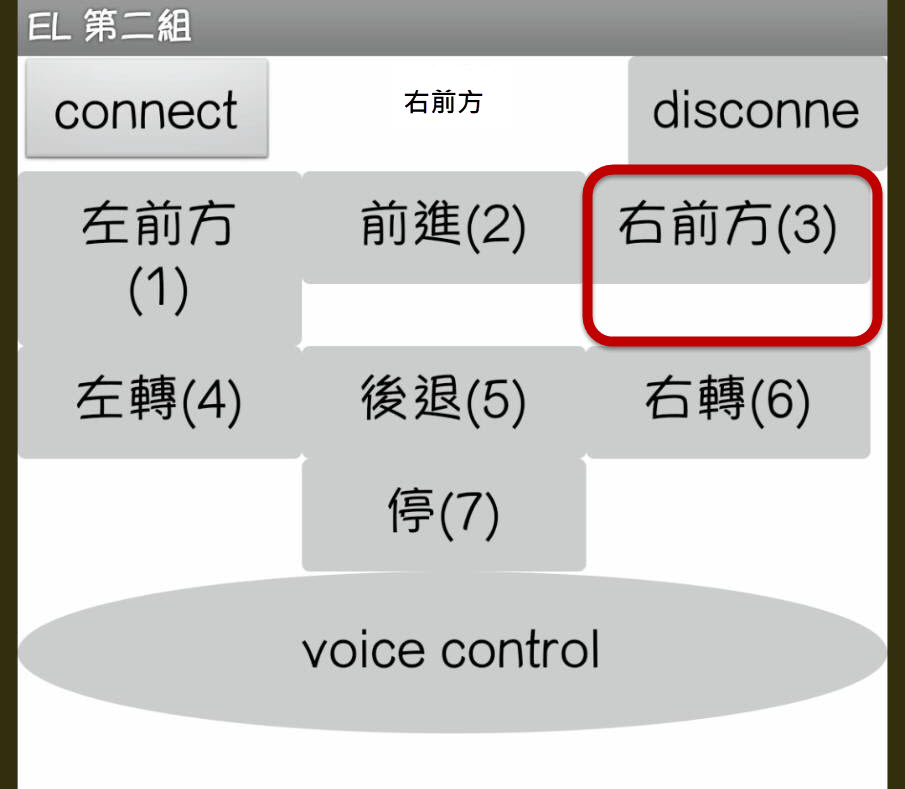 EL 第二組
connect
右前方
disconne
左前方
(1)
前進(2)
右前方(3)
左轉(4)
後退(5)
右轉(6)
停(7)
voice control